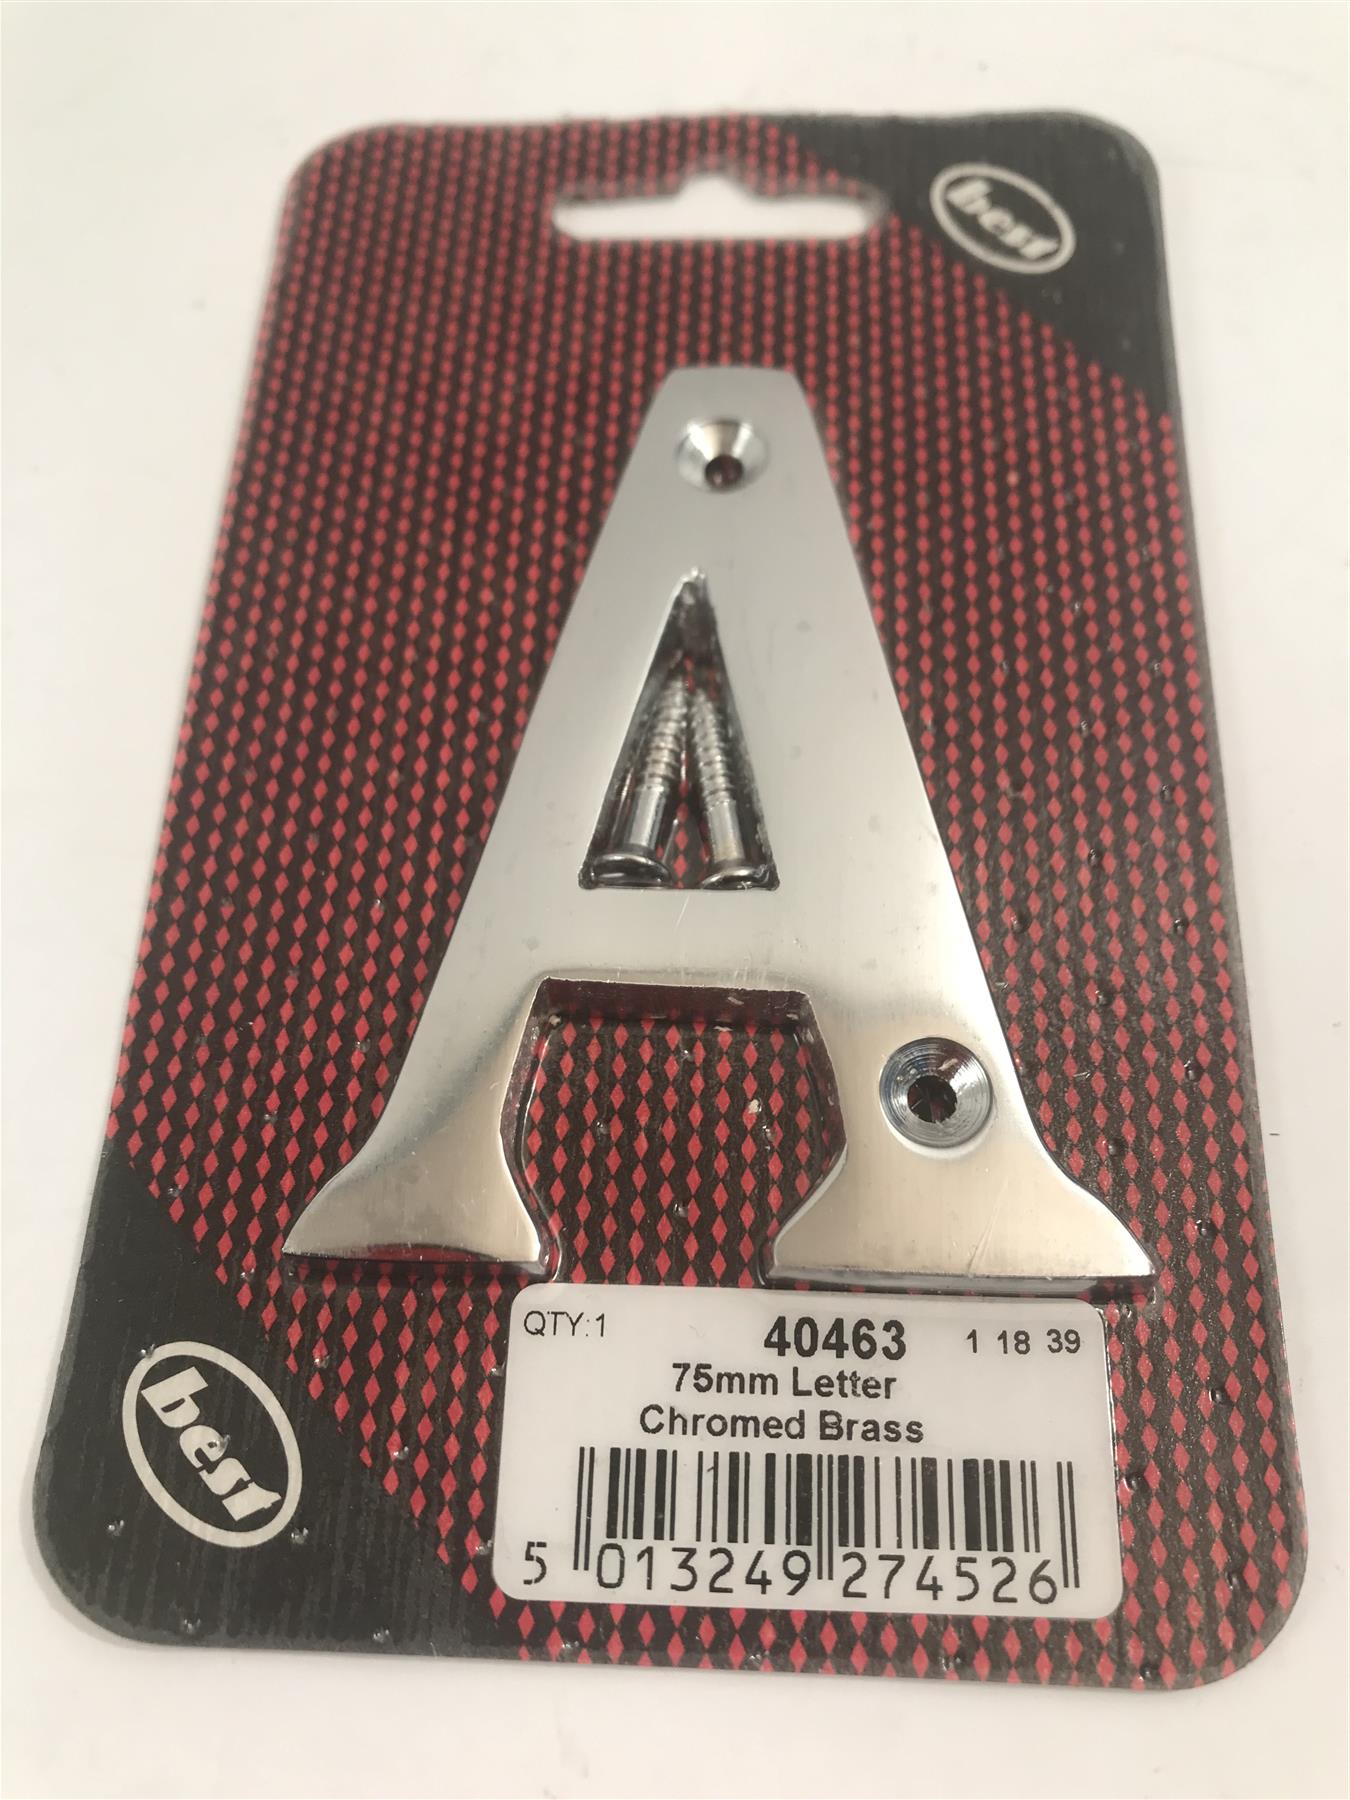 best
A
QTY:1 40463 1 18 39
75mm Letter
Chromed Brass
5 013249 274526
best